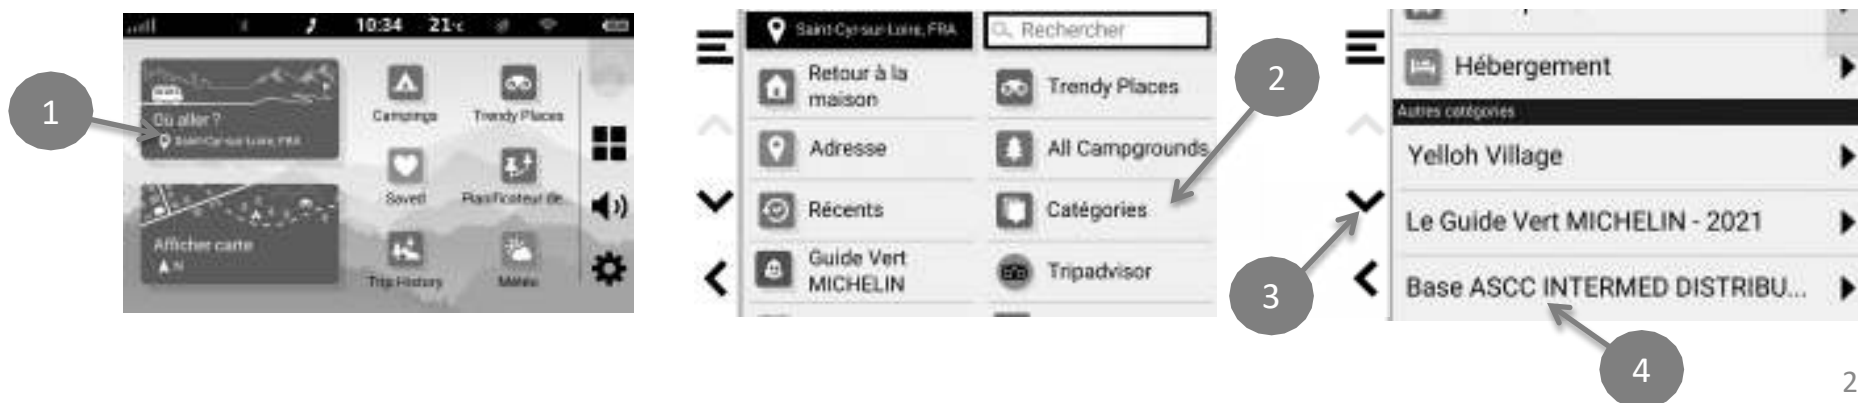 10:34 21°c
1
Où aller ?
Saint-Cyr-sur-Loire, FRA
Campings
Trendy Places
Saved
Planificateur de...
Afficher carte
N
Trip History
Météo
Saint-Cyr-sur-Loire, FRA
Rechercher
Retour à la
maison
Trendy Places
2
Adresse
All Campgrounds
Récents
Catégories
Guide Vert
MICHELIN
Tripadvisor
Hébergement
Autres catégories
Yelloh Village
Le Guide Vert MICHELIN - 2021
3
Base ASCC INTERMED DISTRIBU...
4
2